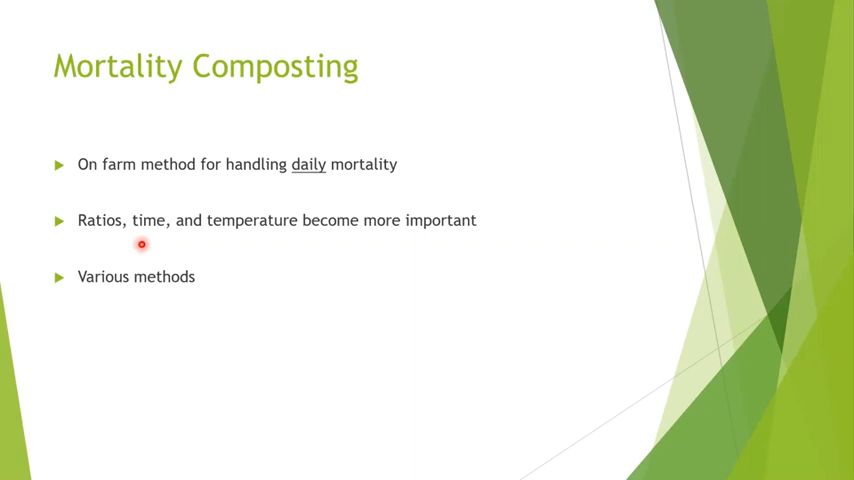 Mortality Composting
On farm method for handling daily mortality
Ratios, time, and temperature become more important
Various methods